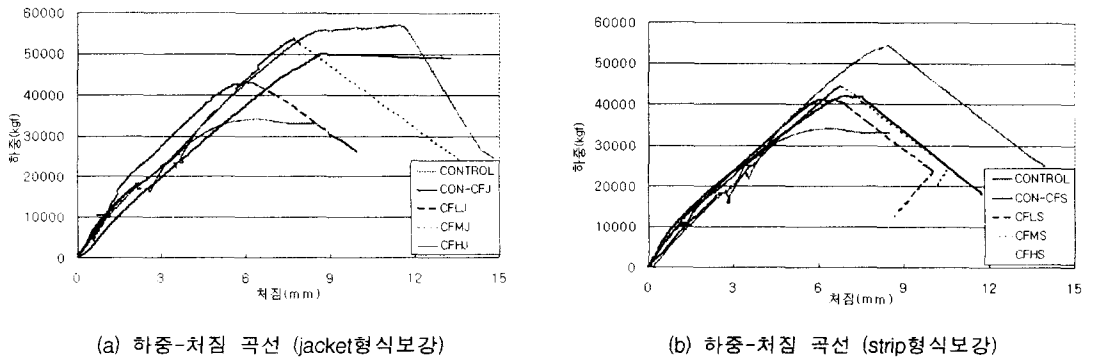 60000
50000
40000
30000
20000
10000
0
하중(kgf)
0 3 6 9 12 15
처짐(mm)
CONTROL
CON-CFJ
CFLJ
CFMJ
CFHJ
(a) 하중-처짐 곡선 (jacket형식보강)
60000
50000
40000
30000
20000
10000
0
하중(kgf)
0 3 6 9 12 15
처짐(mm)
CONTROL
CON-CFS
CFLS
CFMS
CFHS
(b) 하중-처짐 곡선 (strip형식보강)